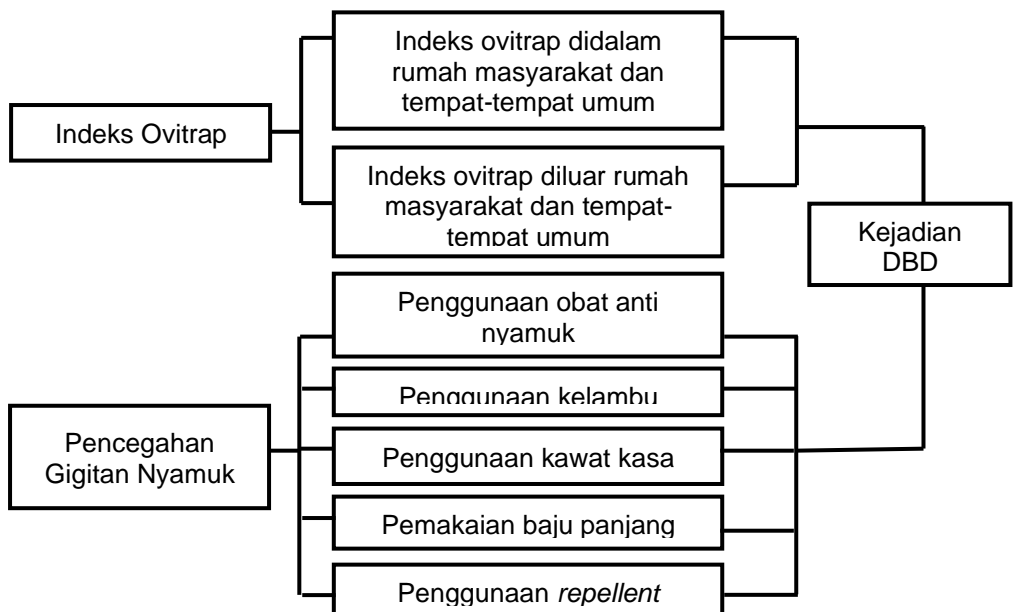 Indeks Ovitrap
Indeks ovitrap didalam
rumah masyarakat dan
tempat-tempat umum
Indeks ovitrap diluar rumah
masyarakat dan tempat-
tempat umum
Kejadian
DBD
Pencegahan
Gigitan Nyamuk
Penggunaan obat anti
nyamuk
Penggunaan kelambu
Penggunaan kawat kasa
Pemakaian baju panjang
Penggunaan repellent